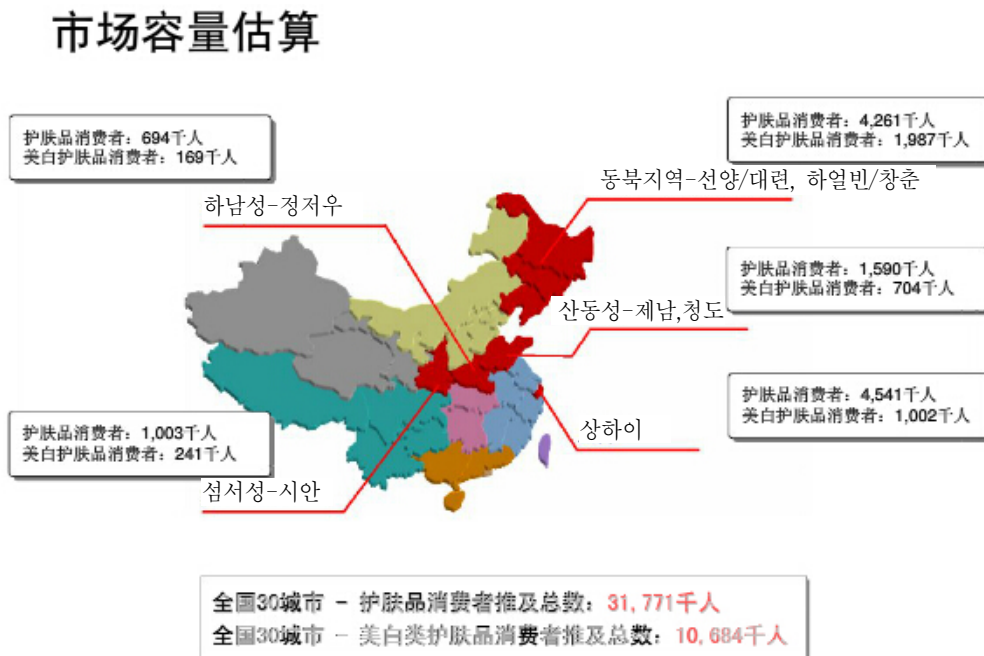 市场容量估算
护肤品消费者：694千人
美白护肤品消费者：169千人
护肤品消费者：4,261千人
美白护肤品消费者：1,987千人
동북지역-선양/대련, 하얼빈/창춘
하남성-정저우
护肤品消费者：1,590千人
美白护肤品消费者：704千人
산동성-제남,청도
护肤品消费者：4,541千人
美白护肤品消费者：1,002千人
상하이
护肤品消费者：1,003千人
美白护肤品消费者：241千人
섬서성-시안
全国30城市 - 护肤品消费者推及总数：31,771千人
全国30城市 - 美白类护肤品消费者推及总数：10,684千人